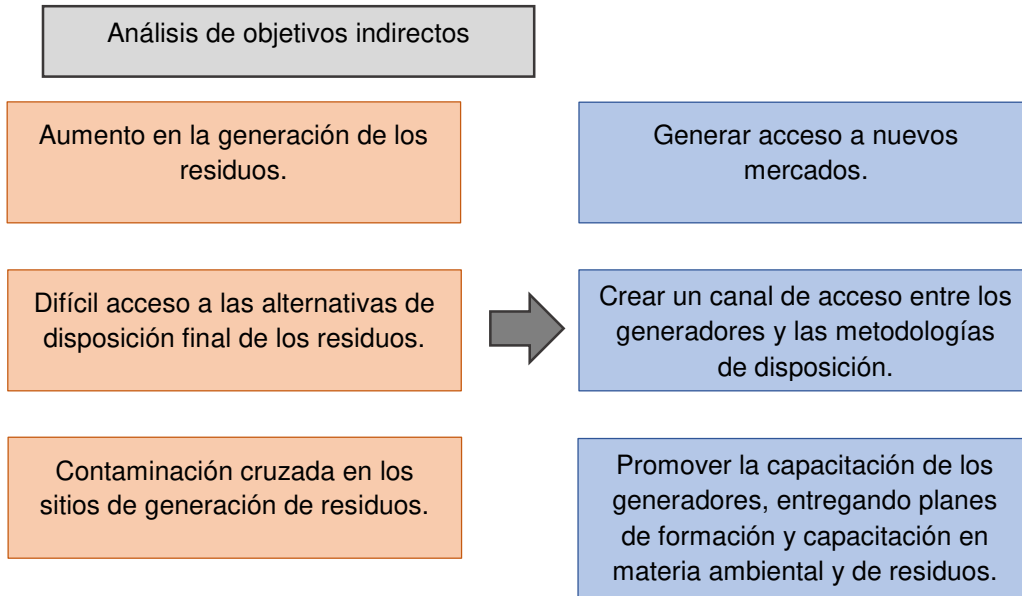 Análisis de objetivos indirectos
Aumento en la generación de los
residuos.
Generar acceso a nuevos
mercados.
Difícil acceso a las alternativas de
disposición final de los residuos.
Crear un canal de acceso entre los
generadores y las metodologías
de disposición.
Contaminación cruzada en los
sitios de generación de residuos.
Promover la capacitación de los
generadores, entregando planes
de formación y capacitación en
materia ambiental y de residuos.